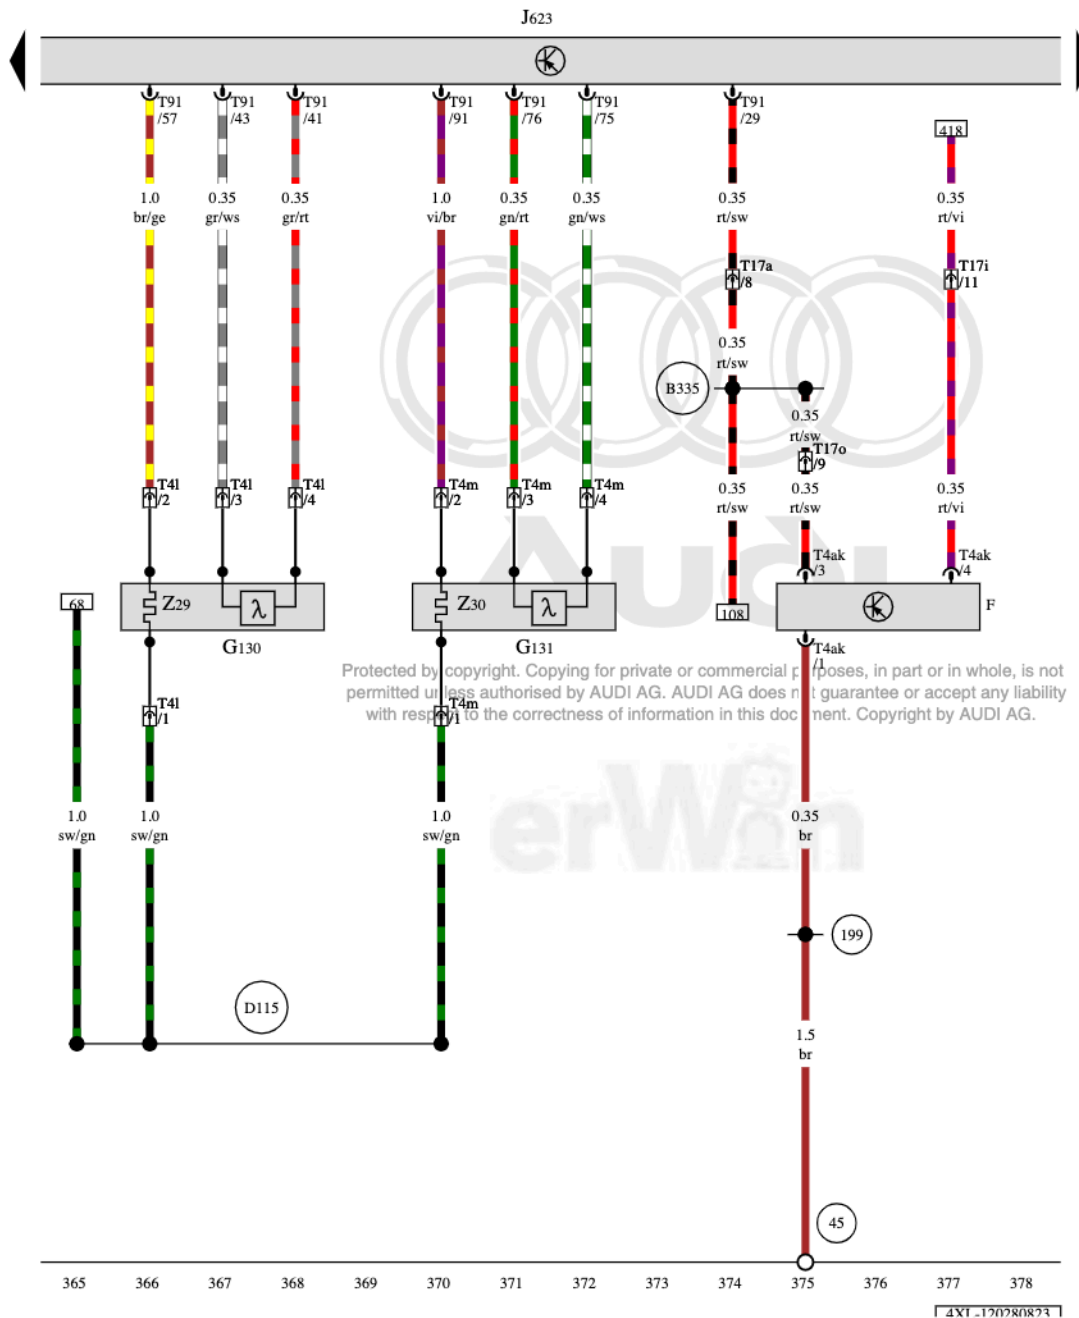 J623
T91 T91 T91 T91 T91 T91 T91
/57 /43 /41 /91 /76 /75 /29
418
1.0 0.35 0.35 1.0 0.35 0.35 0.35 0.35
br/ge gr/ws gr/rt vi/br gn/rt gn/ws rt/sw rt/vi
T17a T17i
/8 /11
0.35
rt/sw
B335
0.35
rt/sw
T17o
/9
T4l T4l T4l T4m T4m T4m
/2 /3 /4 /2 /3 /4
0.35 0.35 0.35
rt/sw rt/sw rt/vi
AUDI
T4ak T4ak
/3 /4
68 Z29 λ Z30 λ 108 F
G130 G131
T4ak
/1
Protected by copyright. Copying for private or commercial purposes, in part or in whole, is not
permitted unless authorised by AUDI AG. AUDI AG does not guarantee or accept any liability
with respect to the correctness of information in this document. Copyright by AUDI AG.
T4l T4m
/1 /1
erWin
1.0 1.0 1.0 0.35
sw/gn sw/gn sw/gn br
199
D115
1.5
br
45
365 366 367 368 369 370 371 372 373 374 375 376 377 378
4XL-120280823